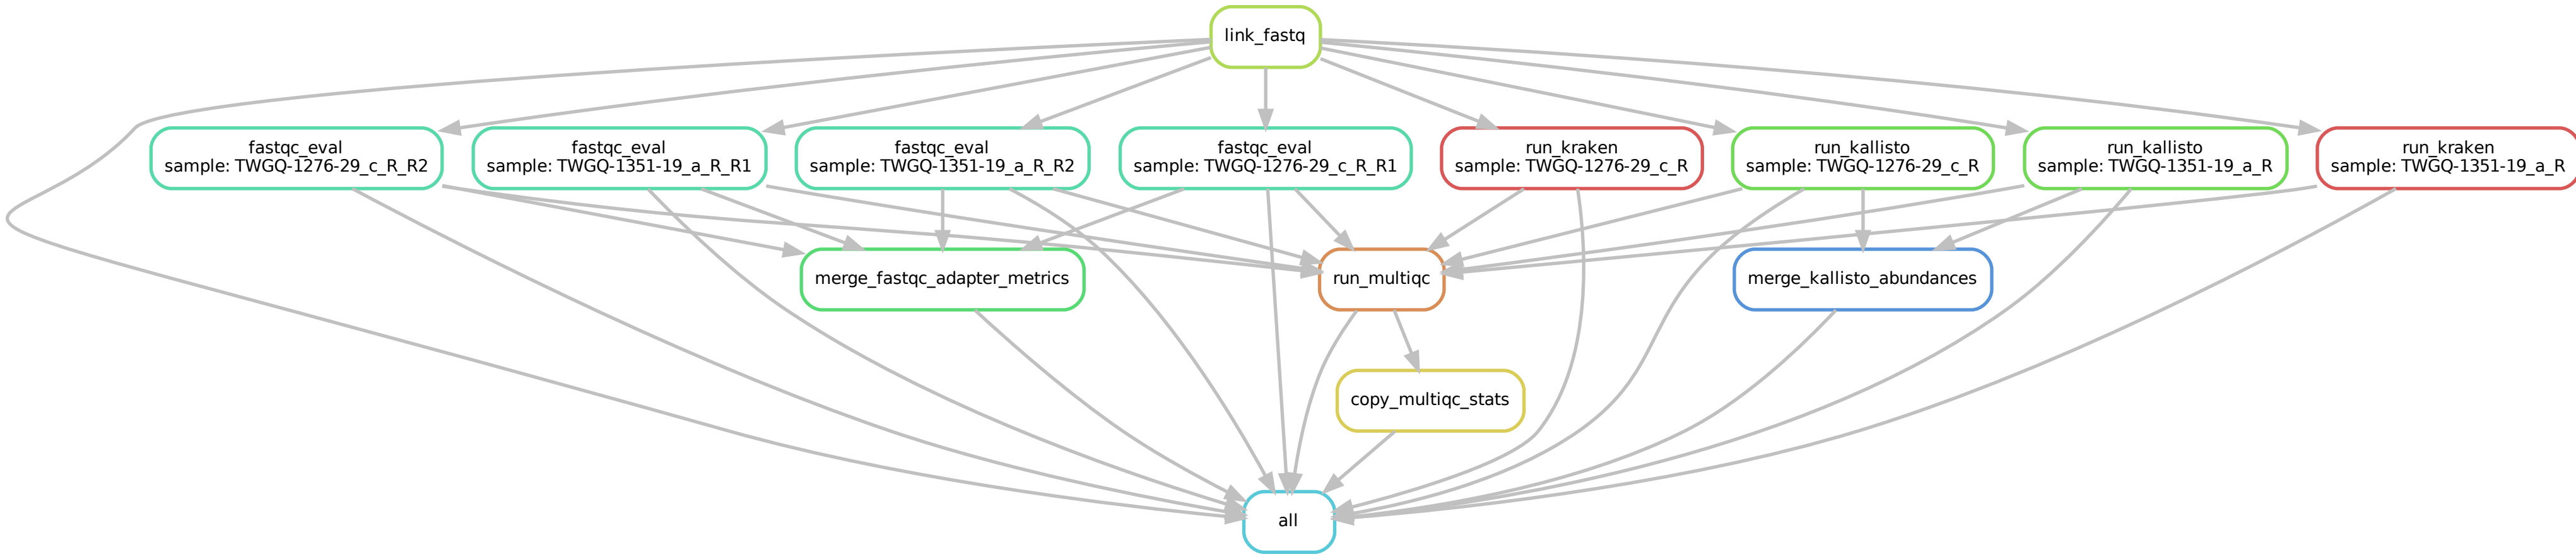 link_fastq
fastqc_eval
sample: TWGQ-1276-29_c_R_R2
fastqc_eval
sample: TWGQ-1351-19_a_R_R1
fastqc_eval
sample: TWGQ-1351-19_a_R_R2
fastqc_eval
sample: TWGQ-1276-29_c_R_R1
run_kraken
sample: TWGQ-1276-29_c_R
run_kallisto
sample: TWGQ-1276-29_c_R
run_kallisto
sample: TWGQ-1351-19_a_R
run_kraken
sample: TWGQ-1351-19_a_R
merge_fastqc_adapter_metrics
run_multiqc
merge_kallisto_abundances
copy_multiqc_stats
all